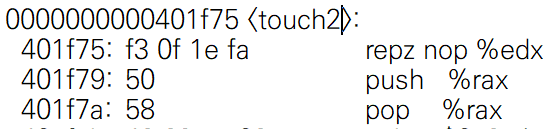 0000000000401f75 <touch2>:
401f75: f3 0f 1e fa repz nop %edx
401f79: 50 push %rax
401f7a: 58 pop %rax